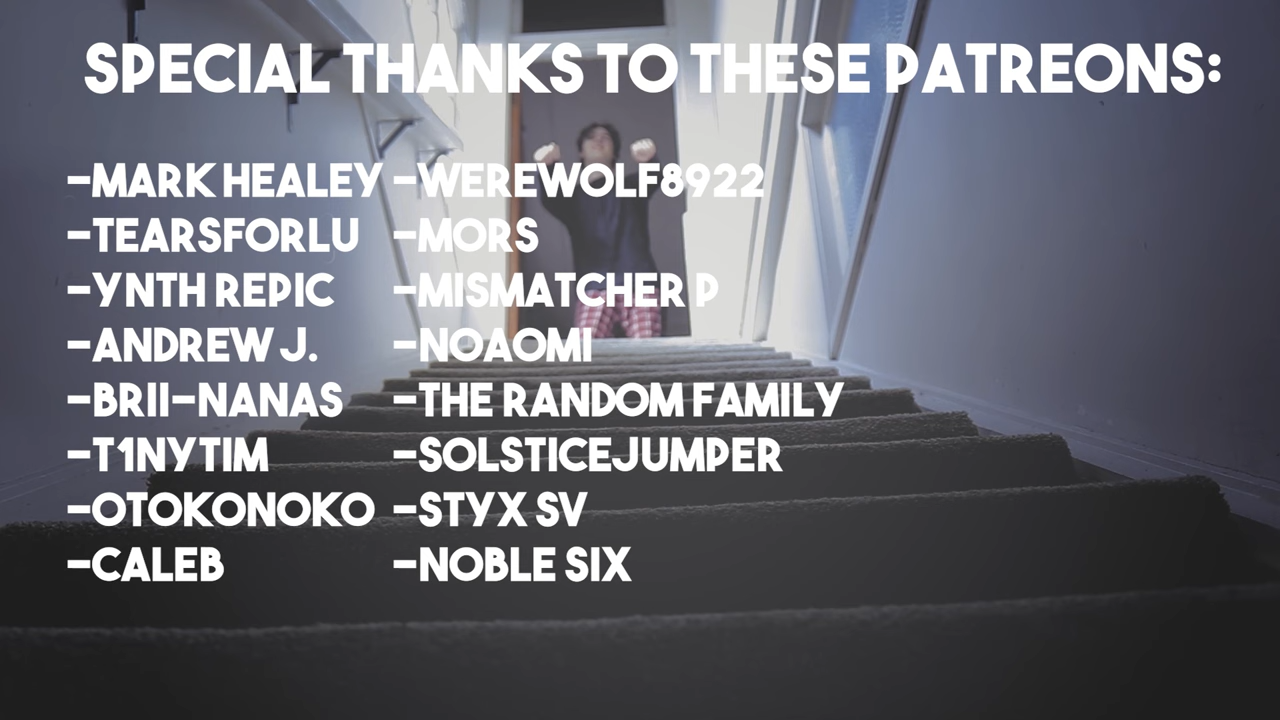 SPECIAL THANKS TO THESE PATREONS:
-MARK HEALEY
-TEARSFORLU
-YNTH REPIC
-ANDREW J.
-BRII-NANAS
-T1NYTIM
-OTOKONOKO
-CALEB
-WEREWOLF8922
-MORS
-MISMATCHER P
-NOAOMI
-THE RANDOM FAMILY
-SOLSTICEJUMPER
-STYX SV
-NOBLE SIX